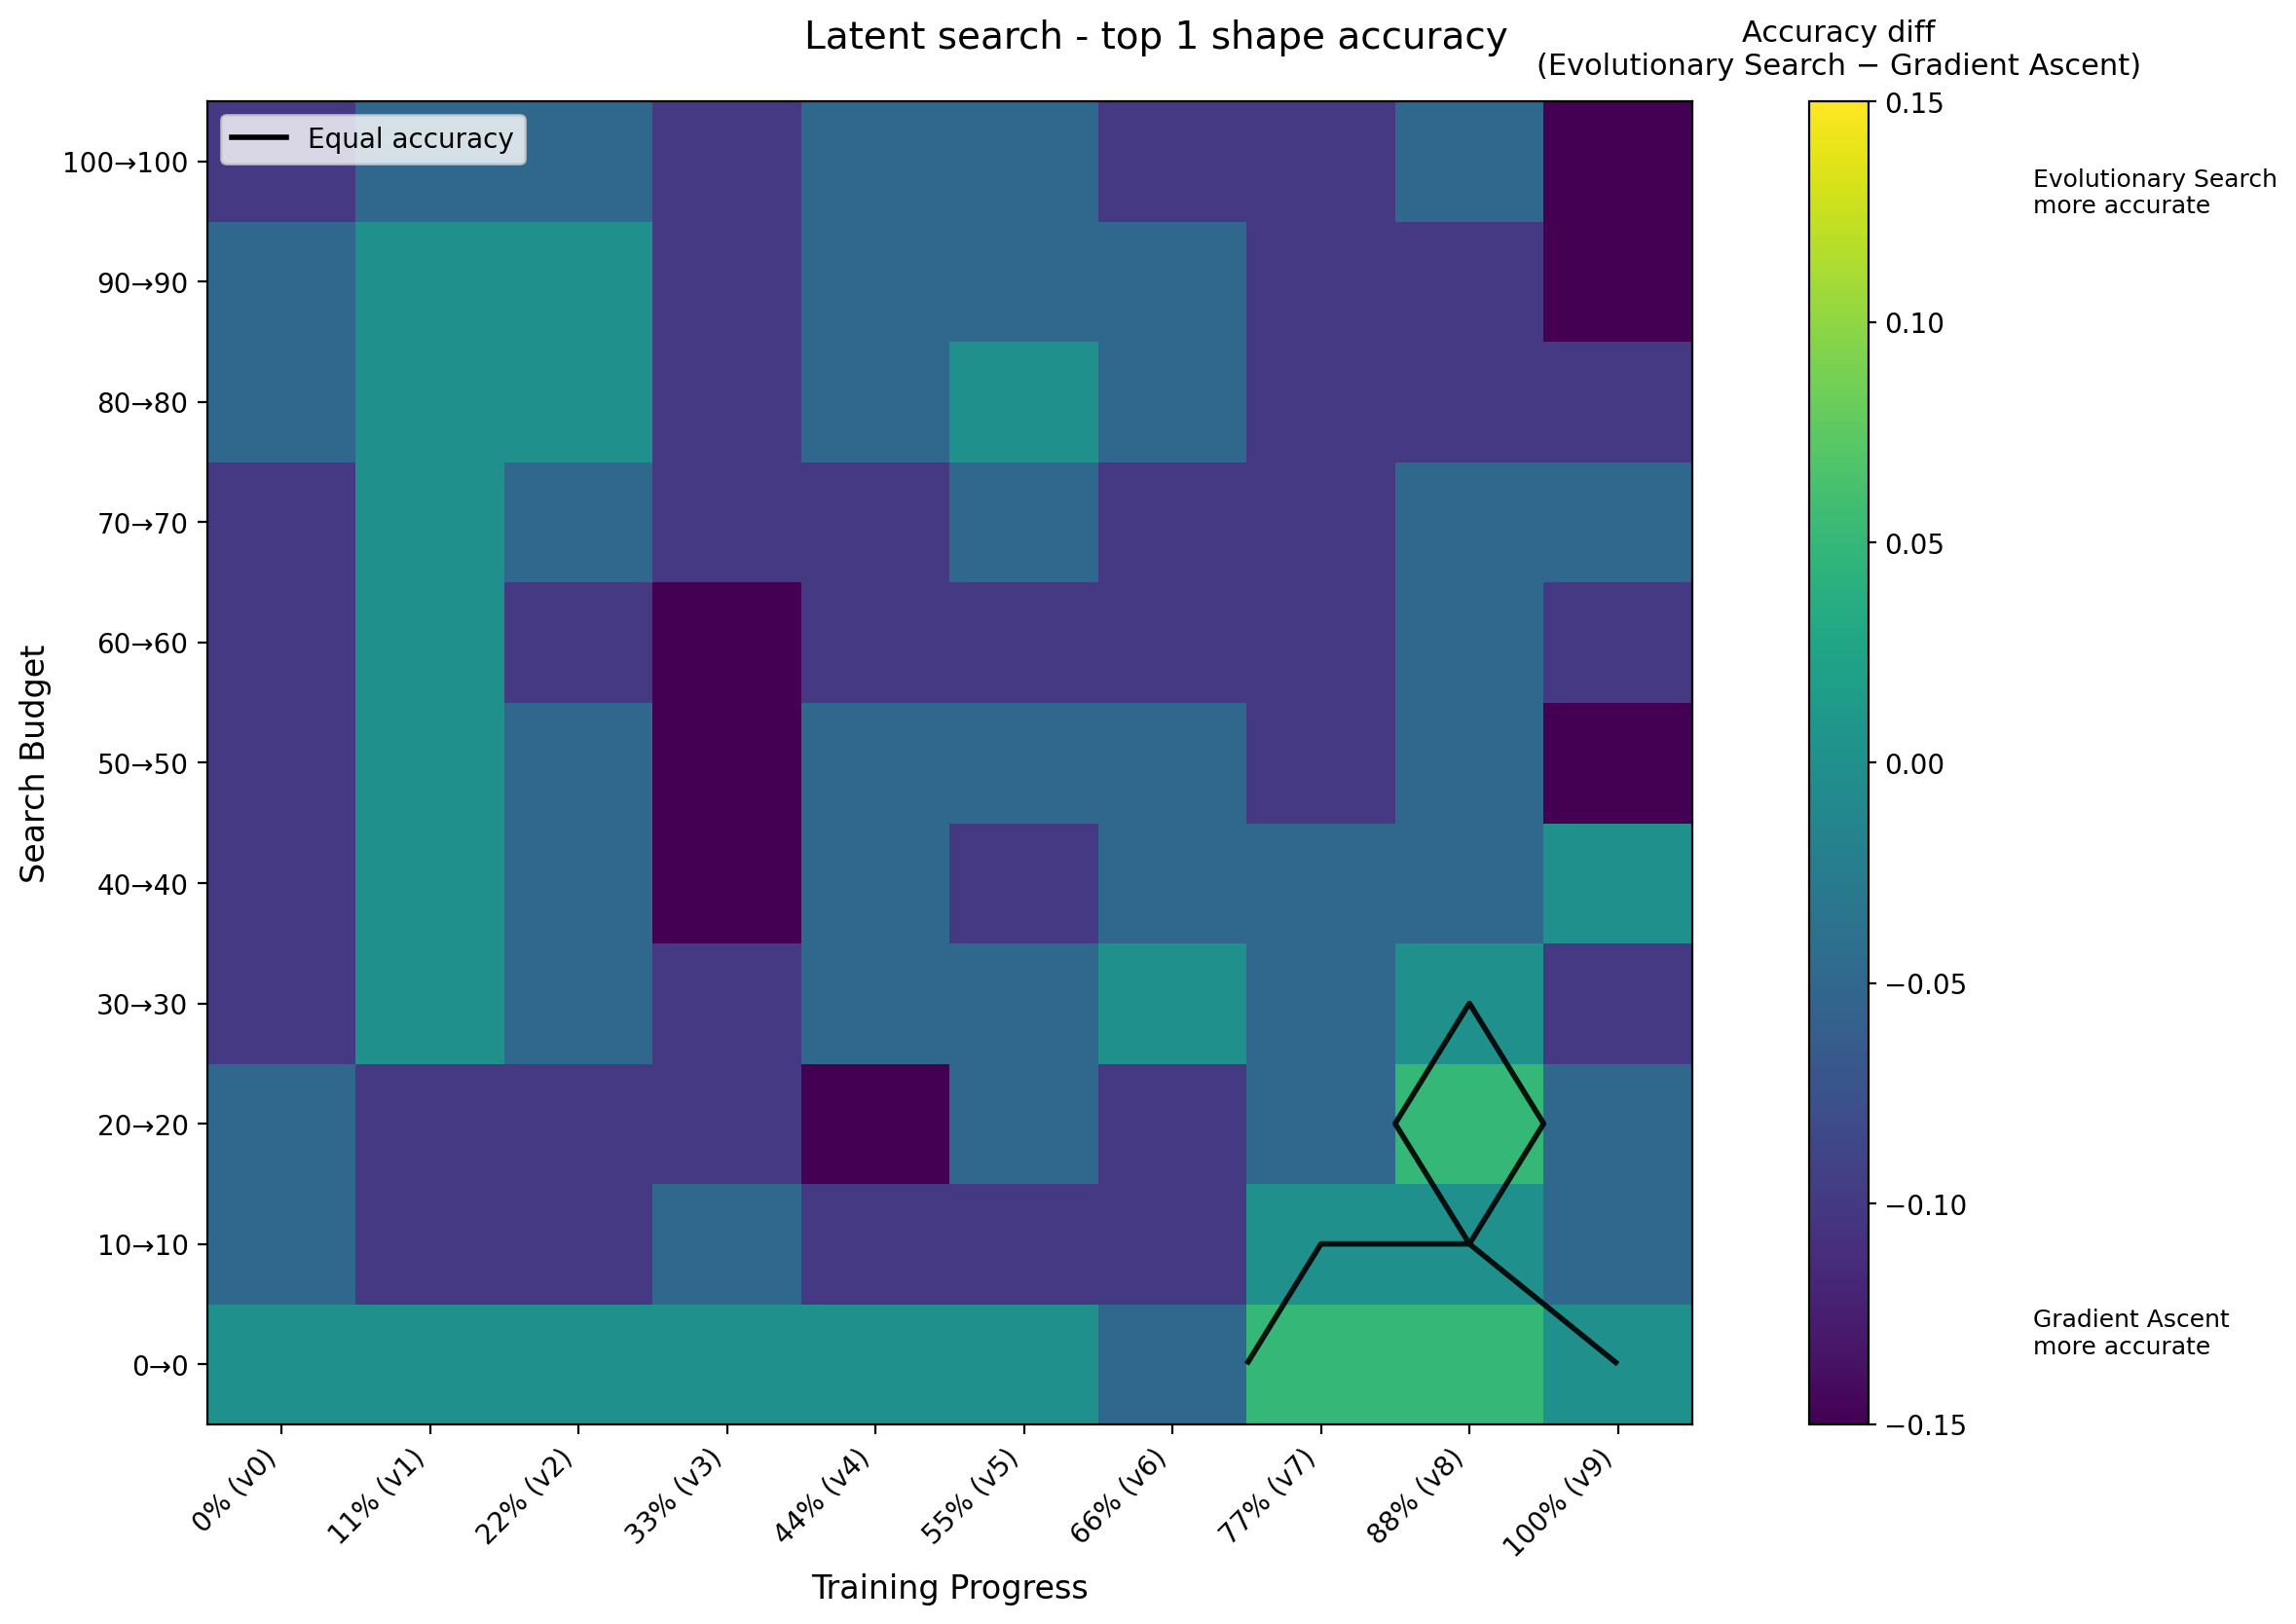 Latent search - top 1 shape accuracy
Accuracy diff
(Evolutionary Search − Gradient Ascent)
Equal accuracy
Search Budget
100→100
90→90
80→80
70→70
60→60
50→50
40→40
30→30
20→20
10→10
0→0
0% (v0)
11% (v1)
22% (v2)
33% (v3)
44% (v4)
55% (v5)
66% (v6)
77% (v7)
88% (v8)
100% (v9)
Training Progress
0.15
0.10
0.05
0.00
−0.05
−0.10
−0.15
Evolutionary Search
more accurate
Gradient Ascent
more accurate